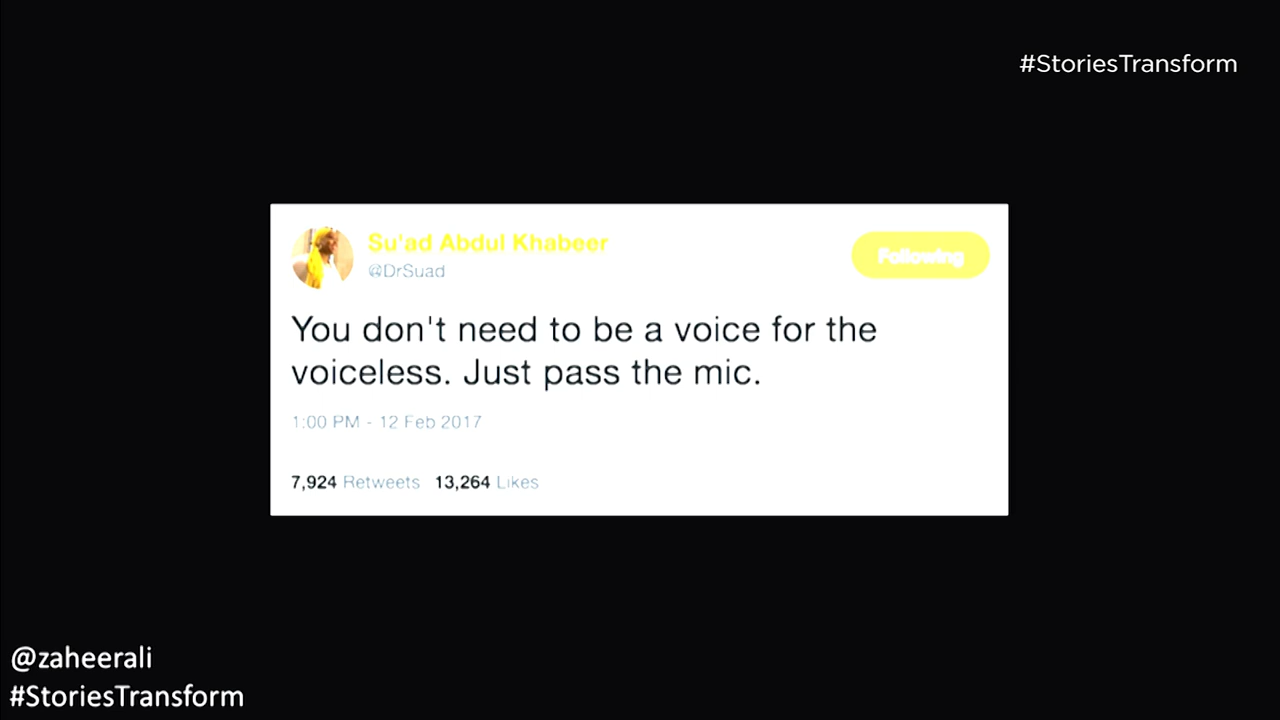 #StoriesTransform
Su'ad Abdul Khabeer
Following
@DrSuad
You don't need to be a voice for the
voiceless. Just pass the mic.
1:00 PM - 12 Feb 2017
7,924 Retweets 13,264 Likes
@zaheerali
#StoriesTransform